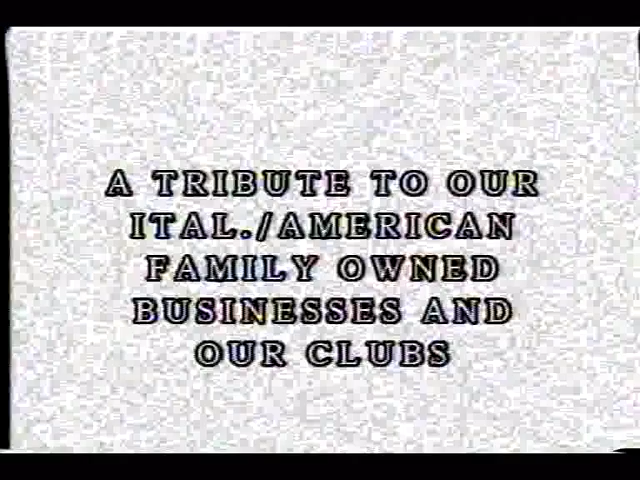 A TRIBUTE TO OUR
ITAL./AMERICAN
FAMILY OWNED
BUSINESSES AND
OUR CLUBS